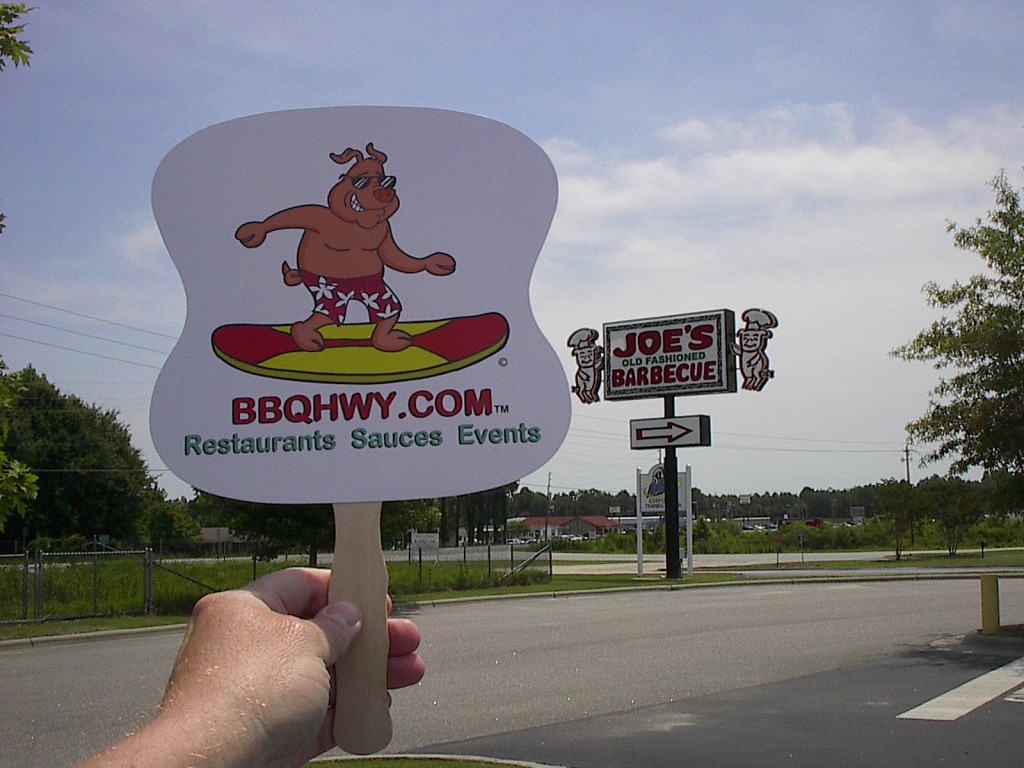 BBQHWY.COM™
Restaurants Sauces Events
©
JOE'S
OLD FASHIONED
BARBECUE